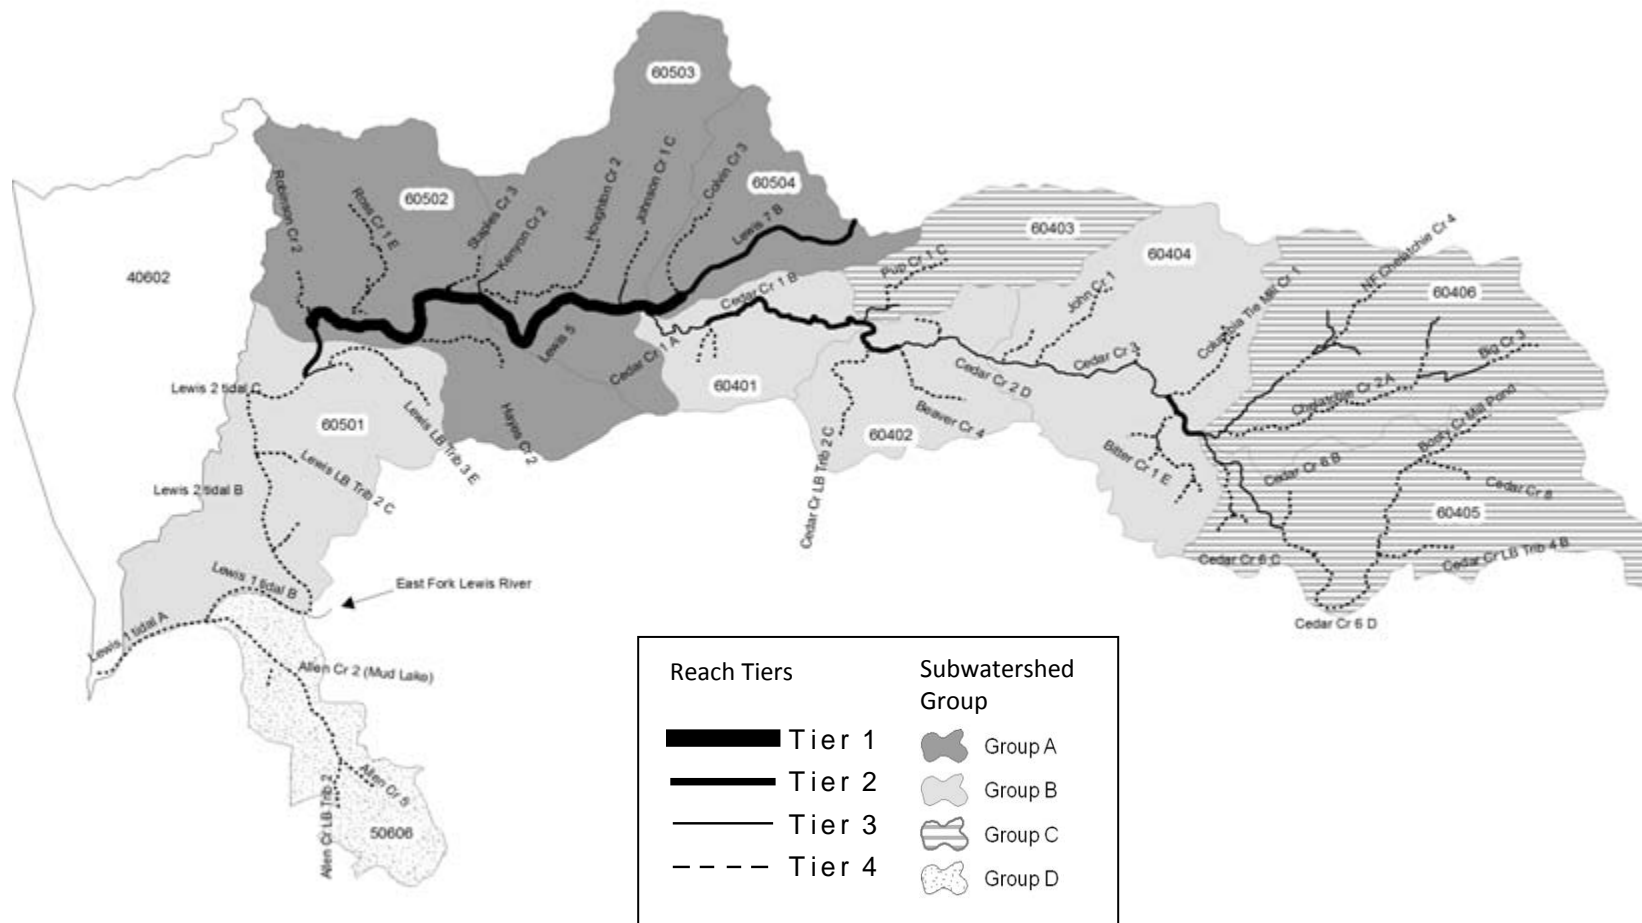 60503
Robinson Cr 2
Ross Cr 1 E
60502
Staples Cr 3
Kenyon Cr 2
Houghton Cr 2
Johnson Cr 1 C
Colvin Cr 3
60504
Lewis 7 B
60403
60404
Pup Cr 1 C
John Cr 1
Columbia Tie Mill Cr 1
NF Chelatchie Cr 4
60406
40602
Cedar Cr 1 B
Lewis 5
Cedar Cr 1 A
Cedar Cr 3
Big Cr 3
Lewis 2 tidal C
60401
Cedar Cr 2 D
Chelatchie Cr 2 A
60501
Lewis LB Trib 3 E
Hayes Cr 2
Beaver Cr 4
60402
Booty Cr Mill Pond
Lewis LB Trib 2 C
Cedar Cr LB Trib 2 C
Bitter Cr 1 E
Cedar Cr 6 B
Cedar Cr 8
Lewis 2 tidal B
60405
Cedar Cr 6 C
Cedar Cr LB Trib 4 B
Lewis 1 tidal B
East Fork Lewis River
Lewis 1 tidal A
Cedar Cr 6 D
Allen Cr 2 (Mud Lake)
Allen Cr 5
Allen Cr LB Trib 2
50606
Reach Tiers
Tier 1
Tier 2
Tier 3
Tier 4
Subwatershed
Group
Group A
Group B
Group C
Group D